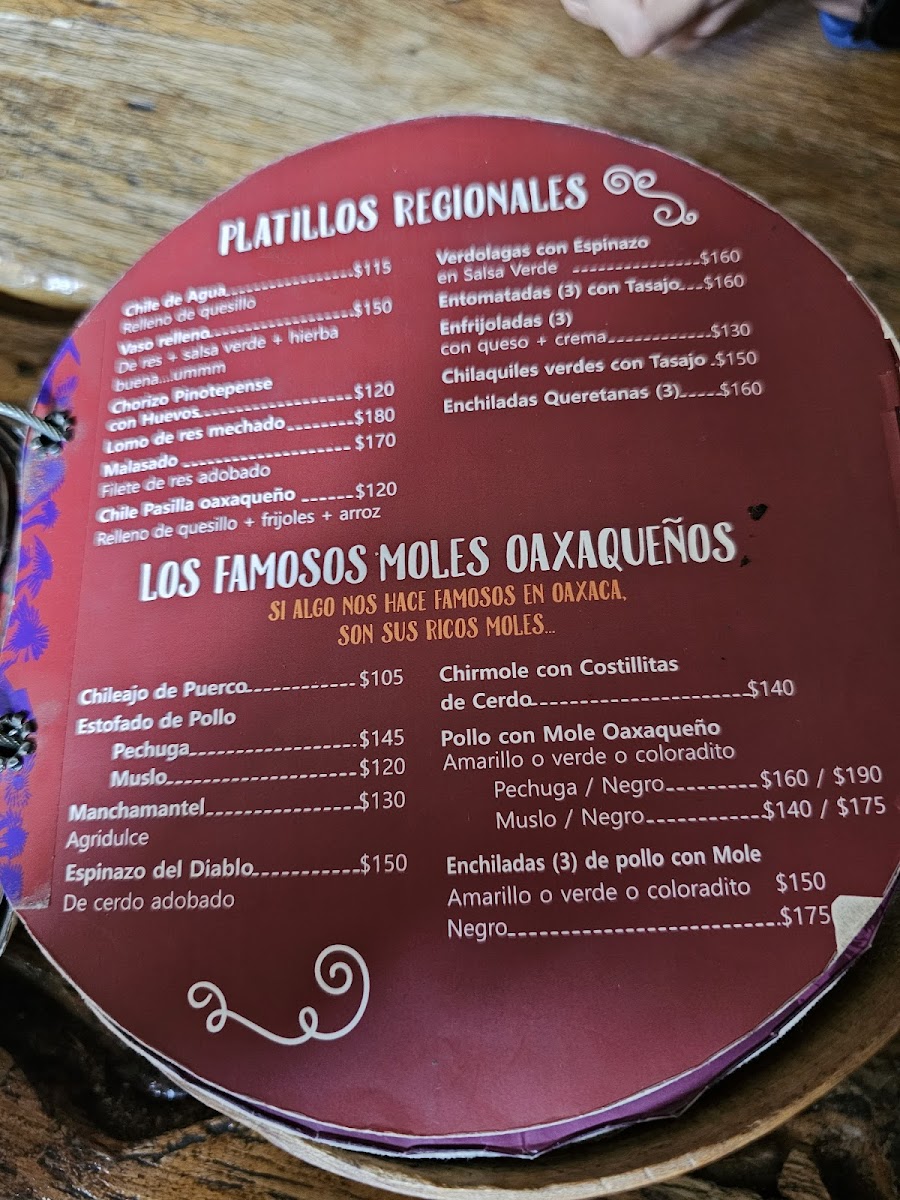 PLATILLOS REGIONALES
Chile de Agua $115
Relleno de quesillo
Vaso relleno $150
De res + salsa verde + hierba
buena...ummm
Chorizo Pinotepense
con Huevos $120
Lomo de res mechado $180
Malasado $170
Filete de res adobado
Chile Pasilla oaxaqueño $120
Relleno de quesillo + frijoles + arroz
Verdolagas con Espinazo
en Salsa Verde $160
Entomatadas (3) con Tasajo $160
Enfrijoladas (3)
con queso + crema $130
Chilaquiles verdes con Tasajo $150
Enchiladas Queretanas (3) $160
LOS FAMOSOS MOLES OAXAQUEÑOS
SI ALGO NOS HACE FAMOSOS EN OAXACA,
SON SUS RICOS MOLES...
Chileajo de Puerco $105
Estofado de Pollo
Pechuga $145
Muslo $120
Manchamantel $130
Agridulce
Espinazo del Diablo $150
De cerdo adobado
Chirmole con Costillitas
de Cerdo $140
Pollo con Mole Oaxaqueño
Amarillo o verde o coloradito
Pechuga / Negro $160 / $190
Muslo / Negro $140 / $175
Enchiladas (3) de pollo con Mole
Amarillo o verde o coloradito $150
Negro $175